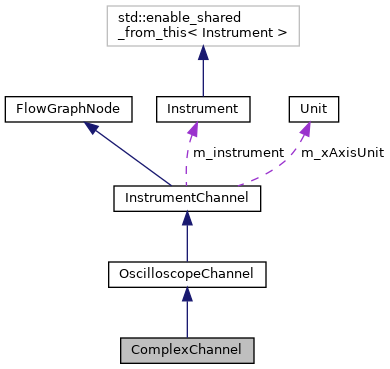 std::enable_shared
_from_this< Instrument >
FlowGraphNode
Instrument
Unit
m_instrument
m_xAxisUnit
InstrumentChannel
OscilloscopeChannel
ComplexChannel